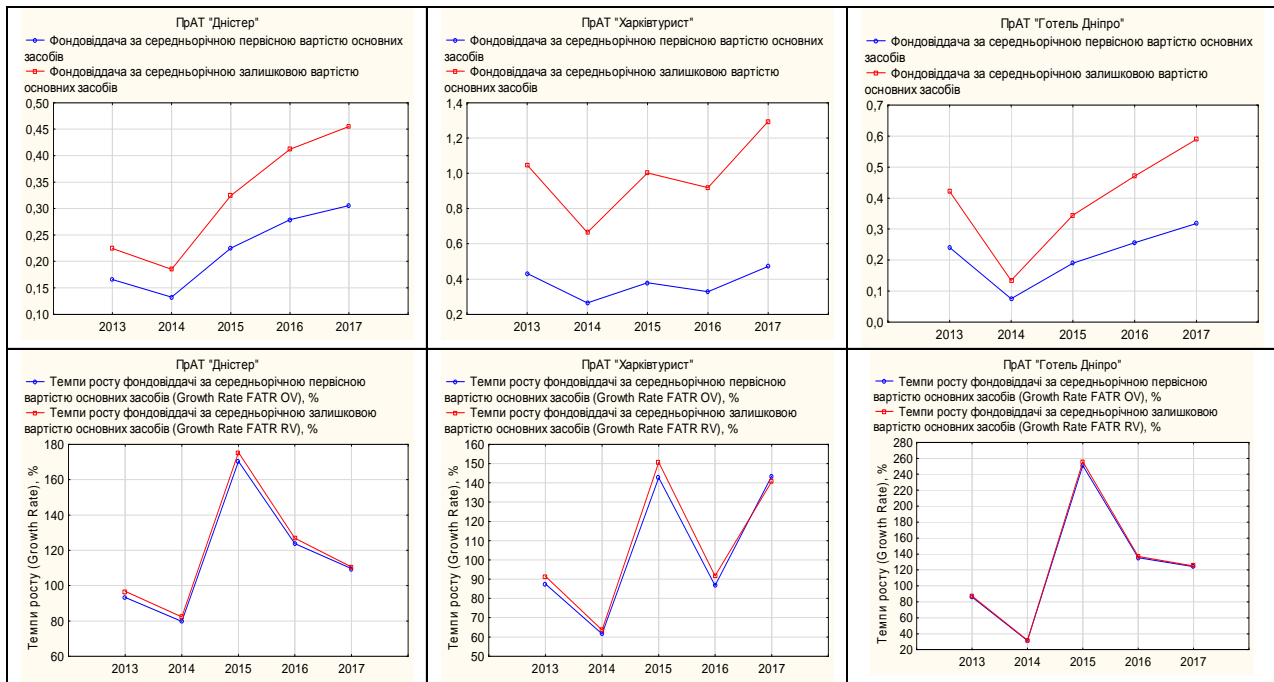 ПрАТ "Дністер"
Фондовіддача за середньорічною первісною вартістю основних
засобів
Фондовіддача за середньорічною залишковою вартістю
основних засобів
0,50
0,45
0,40
0,35
0,30
0,25
0,20
0,15
0,10
2013 2014 2015 2016 2017
ПрАТ "Харківтурист"
Фондовіддача за середньорічною первісною вартістю основних
засобів
Фондовіддача за середньорічною залишковою вартістю
основних засобів
1,4
1,2
1,0
0,8
0,6
0,4
0,2
2013 2014 2015 2016 2017
ПрАТ "Готель Дніпро"
Фондовіддача за середньорічною первісною вартістю основних
засобів
Фондовіддача за середньорічною залишковою вартістю
основних засобів
0,7
0,6
0,5
0,4
0,3
0,2
0,1
0,0
2013 2014 2015 2016 2017
ПрАТ "Дністер"
Темпи росту фондовіддачі за середньорічною первісною
вартістю основних засобів (Growth Rate FATR OV), %
Темпи росту фондовіддачі за середньорічною залишковою
вартістю основних засобів (Growth Rate FATR RV), %
Темпи росту (Growth Rate), %
180
160
140
120
100
80
60
2013 2014 2015 2016 2017
ПрАТ "Харківтурист"
Темпи росту фондовіддачі за середньорічною первісною
вартістю основних засобів (Growth Rate FATR OV), %
Темпи росту фондовіддачі за середньорічною залишковою
вартістю основних засобів (Growth Rate FATR RV), %
Темпи росту (Growth Rate), %
160
150
140
130
120
110
100
90
80
70
60
50
2013 2014 2015 2016 2017
ПрАТ "Готель Дніпро"
Темпи росту фондовіддачі за середньорічною первісною
вартістю основних засобів (Growth Rate FATR OV), %
Темпи росту фондовіддачі за середньорічною залишковою
вартістю основних засобів (Growth Rate FATR RV), %
Темпи росту (Growth Rate), %
280
260
240
220
200
180
160
140
120
100
80
60
40
20
2013 2014 2015 2016 2017